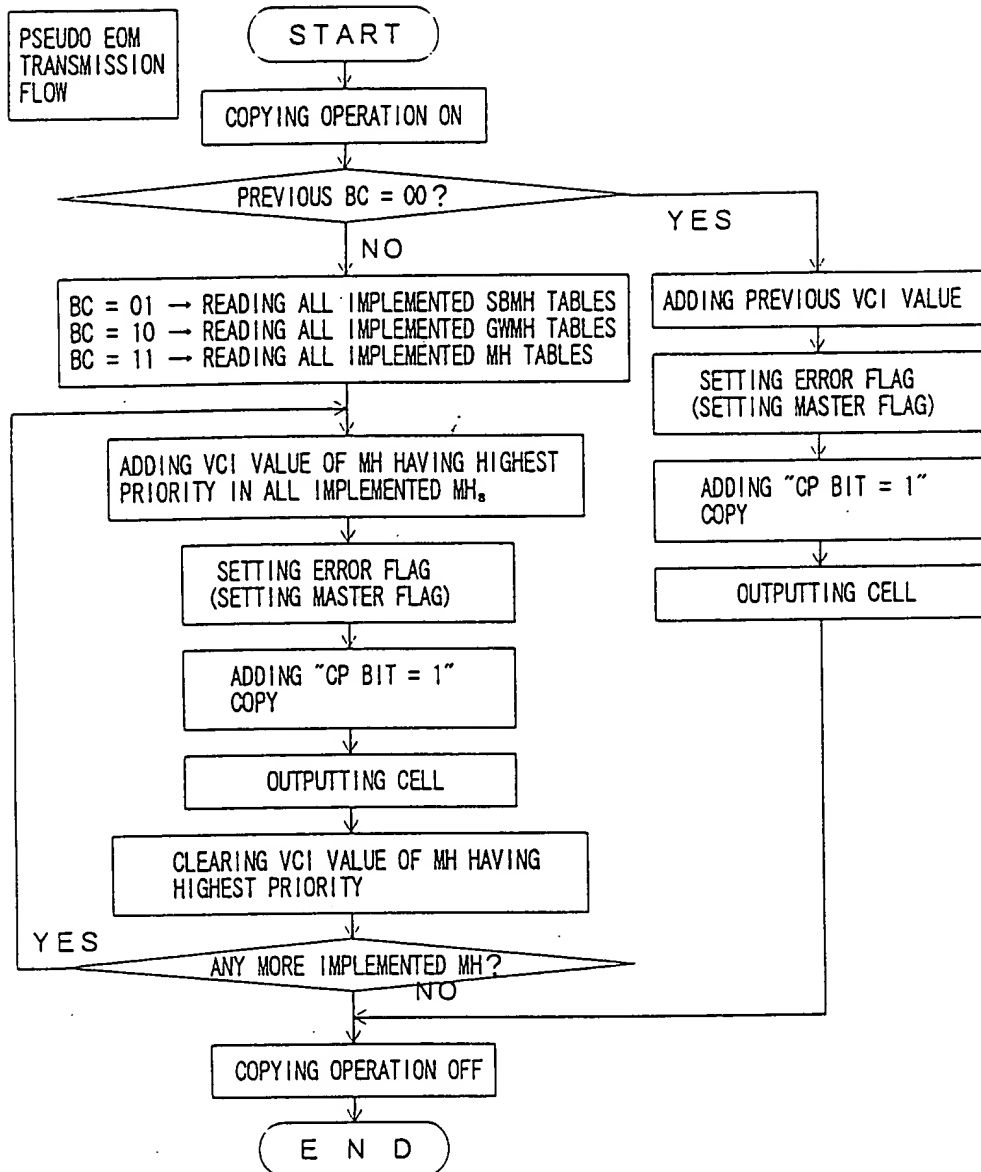 PSEUDO EOM
TRANSMISSION
FLOW
START
COPYING OPERATION ON
PREVIOUS BC = 00?
YES
NO
BC = 01 → READING ALL IMPLEMENTED SBMH TABLES
BC = 10 → READING ALL IMPLEMENTED GWMH TABLES
BC = 11 → READING ALL IMPLEMENTED MH TABLES
ADDING PREVIOUS VCI VALUE
SETTING ERROR FLAG
(SETTING MASTER FLAG)
ADDING "CP BIT = 1"
COPY
OUTPUTTING CELL
ADDING VCI VALUE OF MH HAVING HIGHEST
PRIORITY IN ALL IMPLEMENTED MHs
SETTING ERROR FLAG
(SETTING MASTER FLAG)
ADDING "CP BIT = 1"
COPY
OUTPUTTING CELL
CLEARING VCI VALUE OF MH HAVING
HIGHEST PRIORITY
YES
ANY MORE IMPLEMENTED MH?
NO
COPYING OPERATION OFF
END